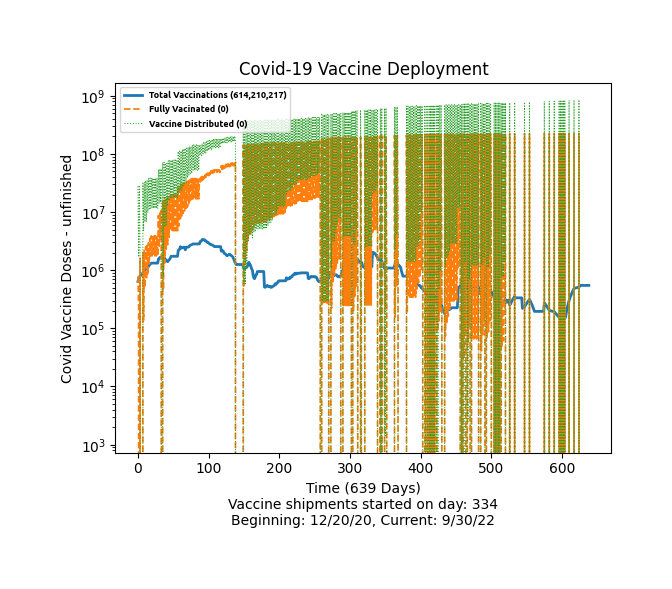 Covid-19 Vaccine Deployment
Total Vaccinations (614,210,217)
Fully Vacinated (0)
Vaccine Distributed (0)
Covid Vaccine Doses - unfinished
10^9
10^8
10^7
10^6
10^5
10^4
10^3
0 100 200 300 400 500 600
Time (639 Days)
Vaccine shipments started on day: 334
Beginning: 12/20/20, Current: 9/30/22